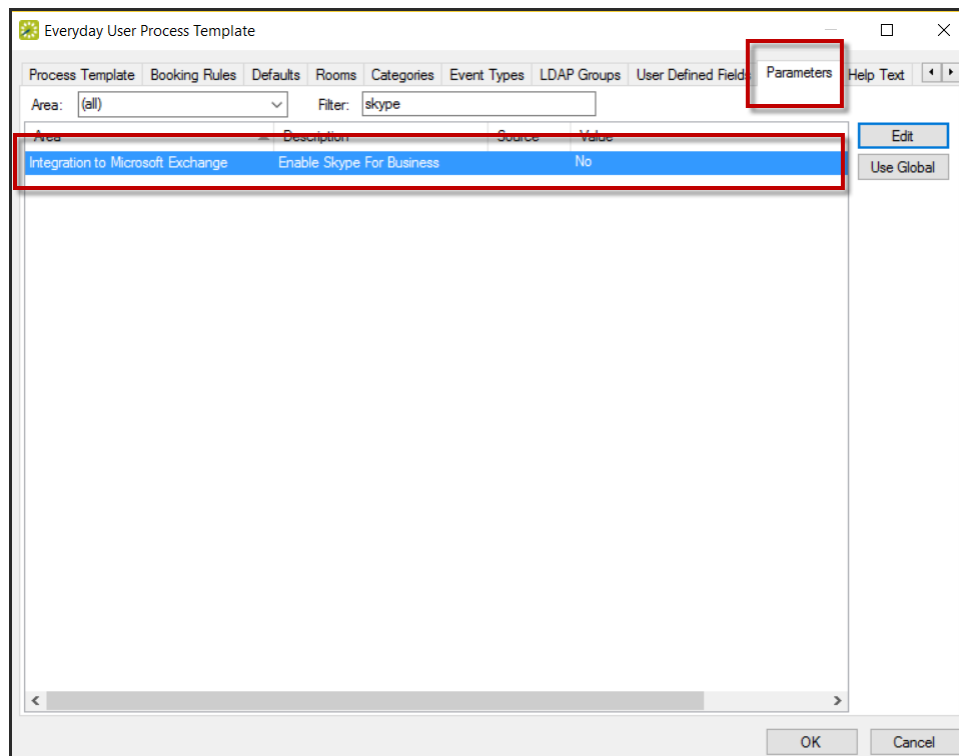 Everyday User Process Template
Process Template Booking Rules Defaults Rooms Categories Event Types LDAP Groups User Defined Fields Parameters Help Text
Area: (all) Filter: skype
Area Description Source Value
Edit
Integration to Microsoft Exchange Enable Skype For Business No
Use Global
OK Cancel